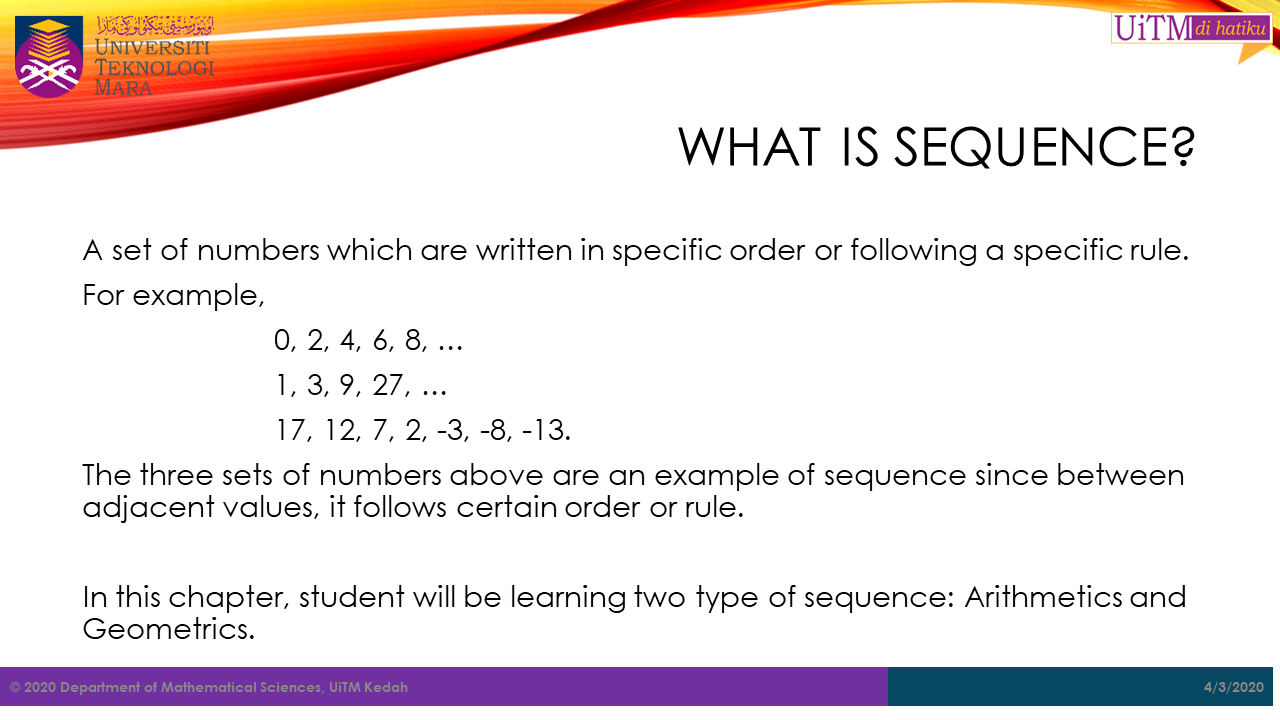 UNIVERSITI
TEKNOLOGI
MARA
UiTM di hatiku
WHAT IS SEQUENCE?
A set of numbers which are written in specific order or following a specific rule.
For example,
0, 2, 4, 6, 8, …
1, 3, 9, 27, …
17, 12, 7, 2, -3, -8, -13.
The three sets of numbers above are an example of sequence since between
adjacent values, it follows certain order or rule.
In this chapter, student will be learning two type of sequence: Arithmetics and
Geometrics.
© 2020 Department of Mathematical Sciences, UiTM Kedah
4/3/2020